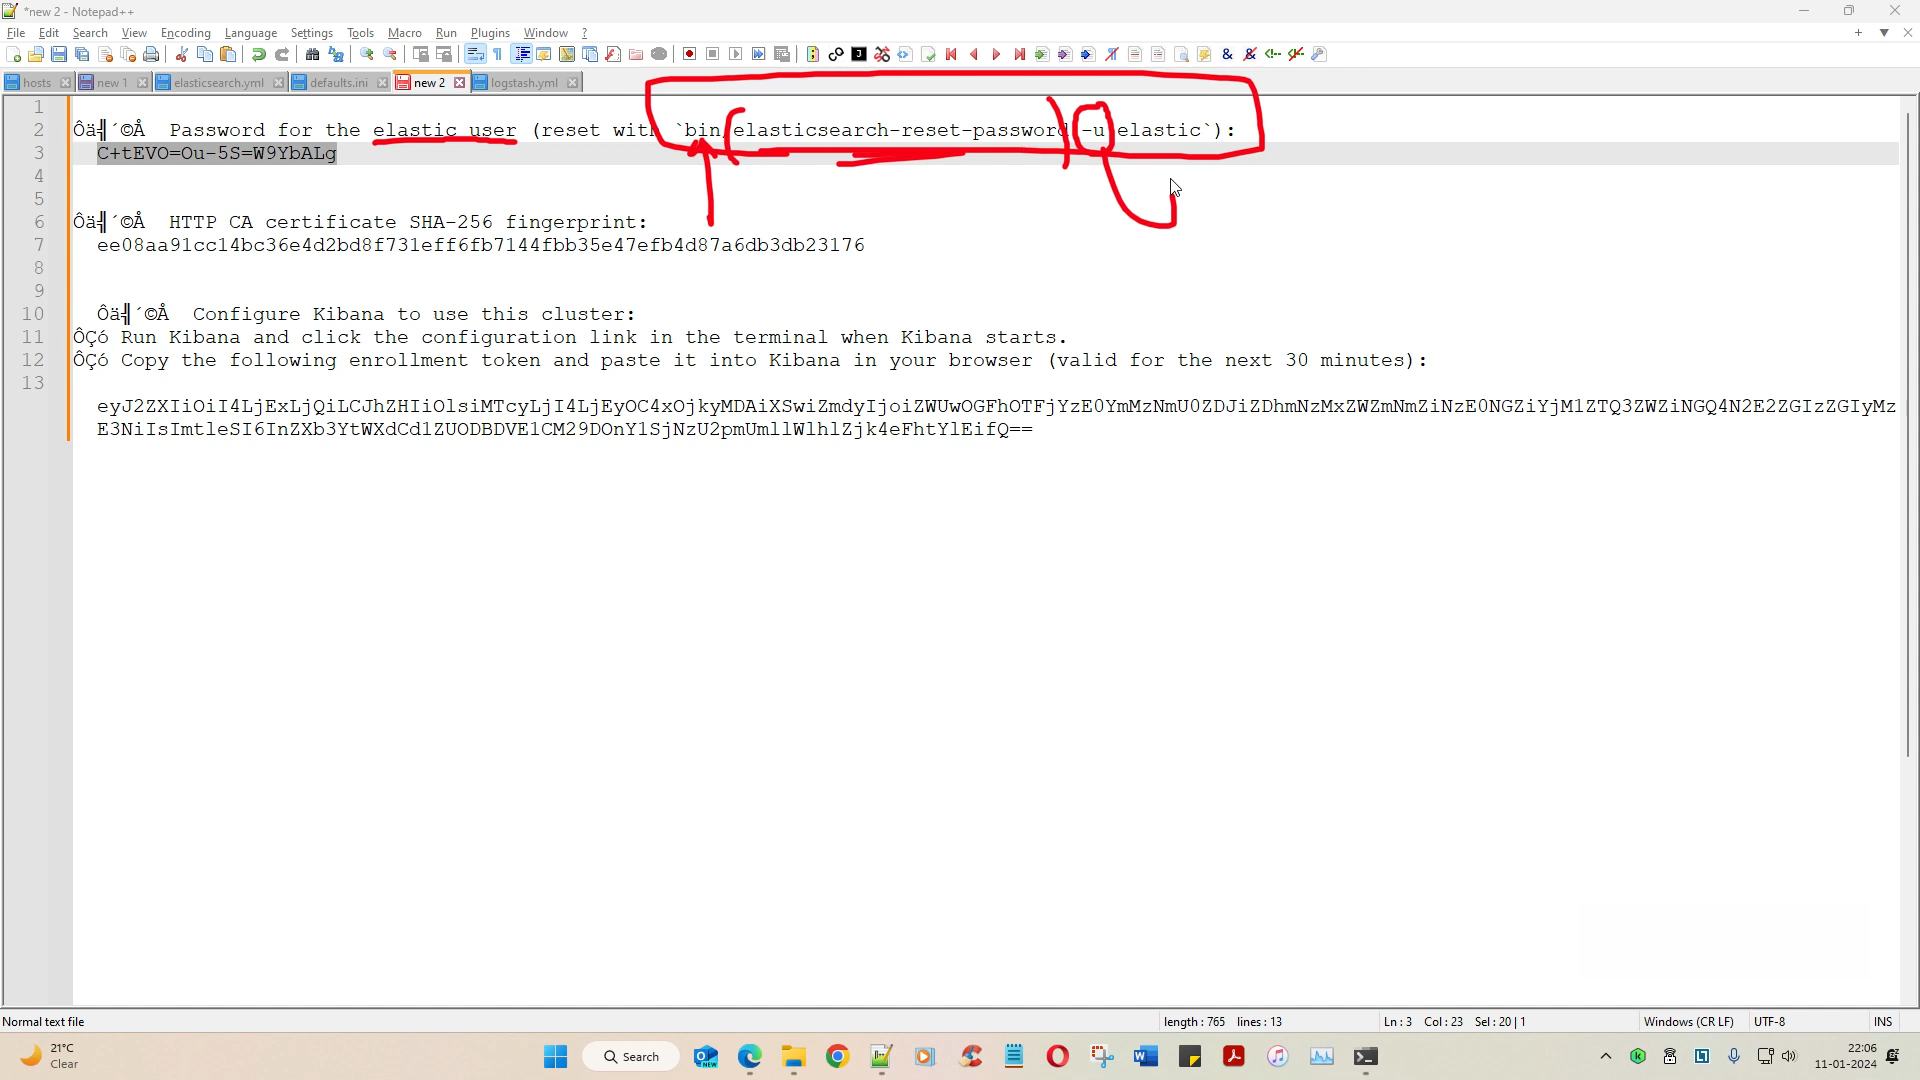 *new 2 - Notepad++
File Edit Search View Encoding Language Settings Tools Macro Run Plugins Window ?
hosts new 1 elasticsearch.yml defaults.ini new 2 logstash.yml
1
2 Ôä╣´©Å Password for the elastic user (reset with `bin/elasticsearch-reset-password -u elastic`):
3 C+tEVO=Ou-5S=W9YbALg
4
5
6 Ôä╣´©Å HTTP CA certificate SHA-256 fingerprint:
7 ee08aa91cc14bc36e4d2bd8f731eff6fb7144fbb35e47efb4d87a6db3db23176
8
9
10 Ôä╣´©Å Configure Kibana to use this cluster:
11 ÔÇó Run Kibana and click the configuration link in the terminal when Kibana starts.
12 ÔÇó Copy the following enrollment token and paste it into Kibana in your browser (valid for the next 30 minutes):
13
eyJ2ZXIiOiI4LjExLjQiLCJhZHIiOlsiMTcyLjI4LjEyOC4xOjkyMDAiXSwiZmdyIjoiZWUwOGFhOTFjYzE0YmMzNmU0ZDJiZDhmNzMxZWZmNmZiNzE0NGZiYjM1ZTQ3ZWZiNGQ4N2E2ZGIzZGIyMz
E3NiIsImtleSI6InZXb3YtWXdCd1ZUODBDVE1CM29DOnY1SjNzU2pmUmllWlhlZjk4eFhtYlEifQ==
Normal text file length : 765 lines : 13 Ln : 3 Col : 23 Sel : 20 | 1 Windows (CR LF) UTF-8 INS
21°C
Clear
Search
22:06
11-01-2024